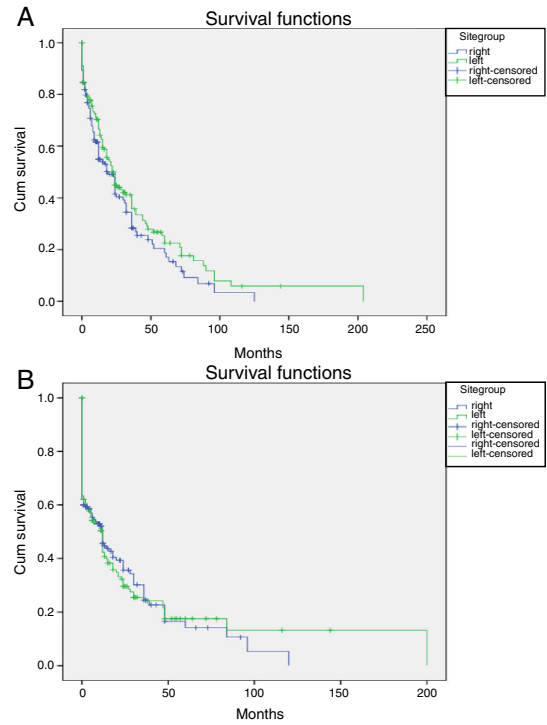 A
Survival functions
Sitegroup
right
left
right-censored
left-censored
Cum survival
1.0
0.8
0.6
0.4
0.2
0.0
0 50 100 150 200 250
Months
B
Survival functions
Sitegroup
right
left
right-censored
left-censored
right-censored
left-censored
Cum survival
1.0
0.8
0.6
0.4
0.2
0.0
0 50 100 150 200
Months